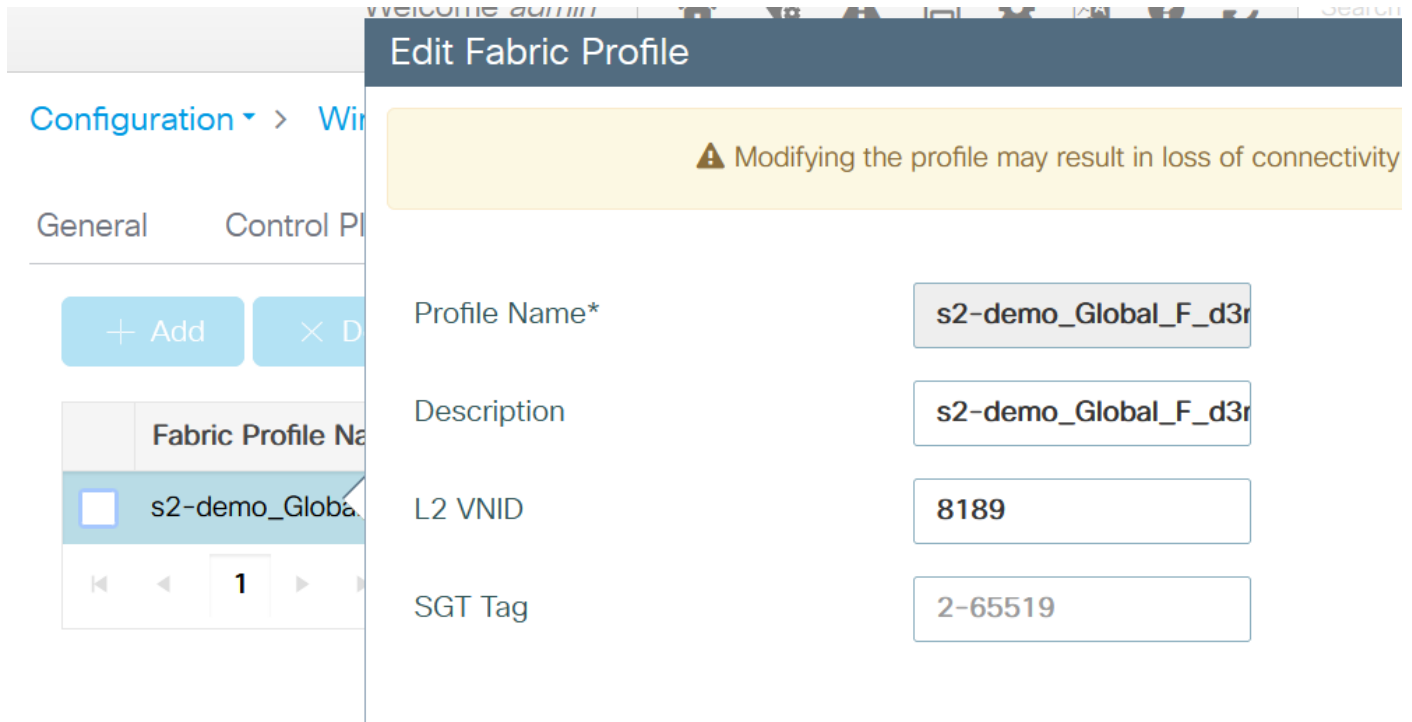 Welcome admin
Search
Edit Fabric Profile
Configuration > Wir
Modifying the profile may result in loss of connectivity
General Control Pl
+ Add × D
Profile Name* s2-demo_Global_F_d3r
Description s2-demo_Global_F_d3r
Fabric Profile Na
s2-demo_Globa
L2 VNID 8189
1
SGT Tag 2-65519